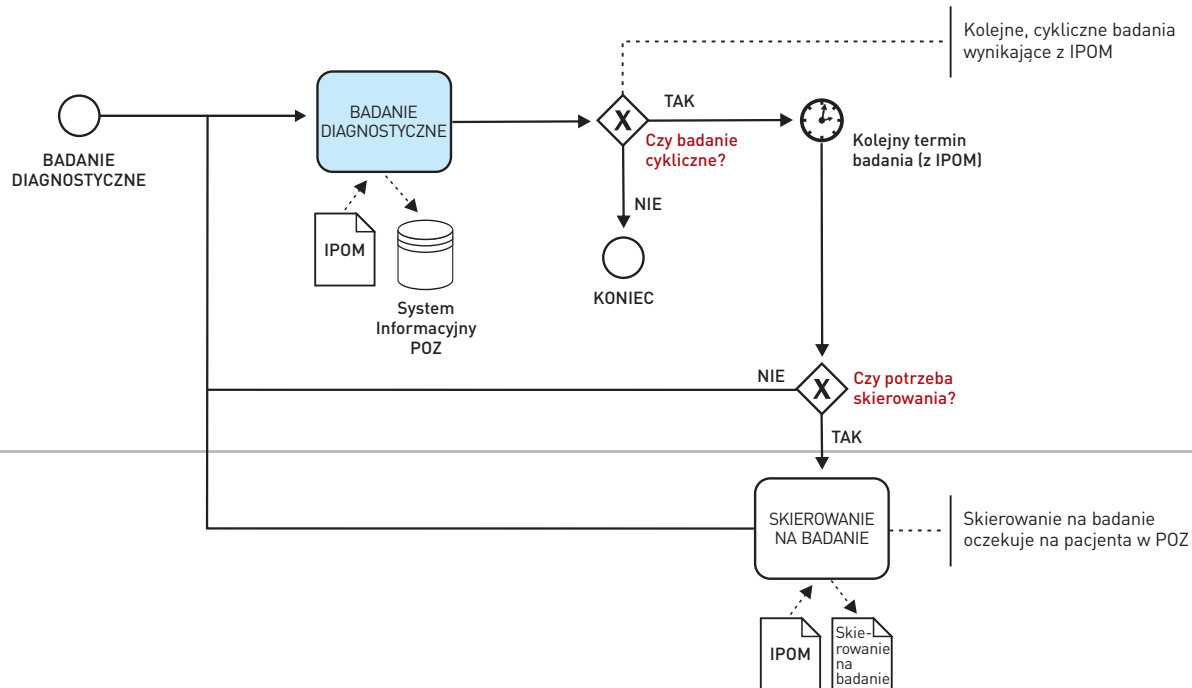 Kolejne, cykliczne badania
wynikające z IPOM
BADANIE
DIAGNOSTYCZNE
BADANIE
DIAGNOSTYCZNE
X
TAK
Czy badanie
cykliczne?
Kolejny termin
badania (z IPOM)
NIE
IPOM
KONIEC
System
Informacyjny
POZ
NIE
X
Czy potrzeba
skierowania?
TAK
SKIEROWANIE
NA BADANIE
Skierowanie na badanie
oczekuje na pacjenta w POZ
IPOM
Skie-
rowanie
na
badanie